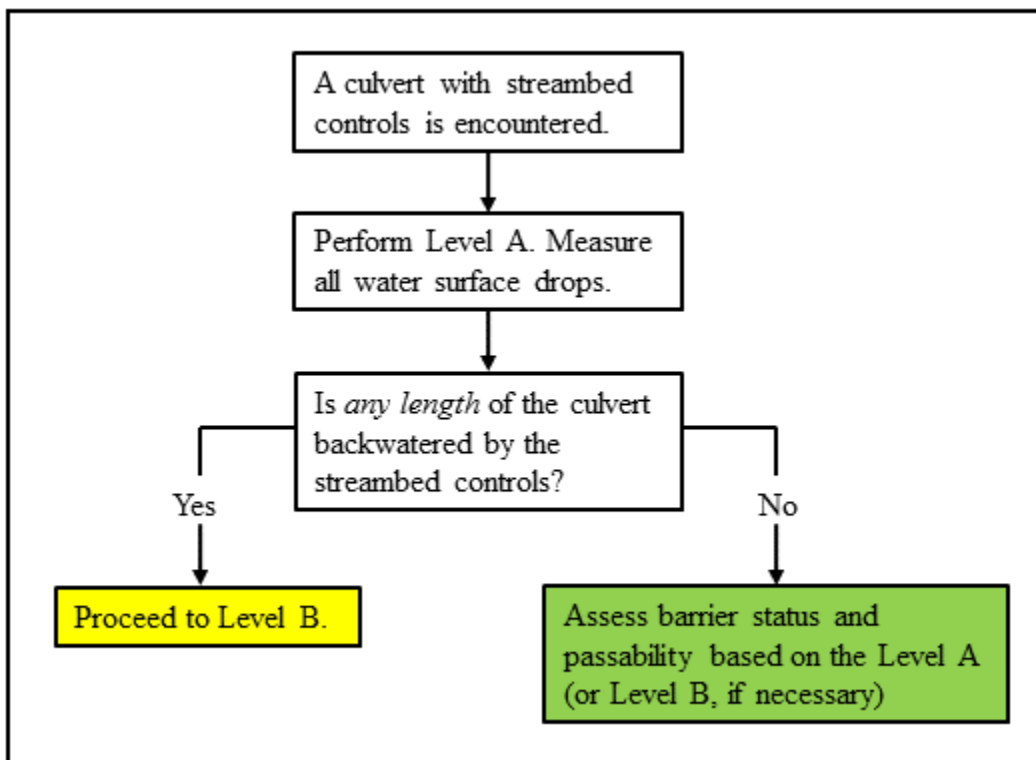 A culvert with streambed
controls is encountered.
Perform Level A. Measure
all water surface drops.
Is any length of the culvert
backwatered by the
streambed controls?
Yes
No
Proceed to Level B.
Assess barrier status and
passability based on the Level A
(or Level B, if necessary)